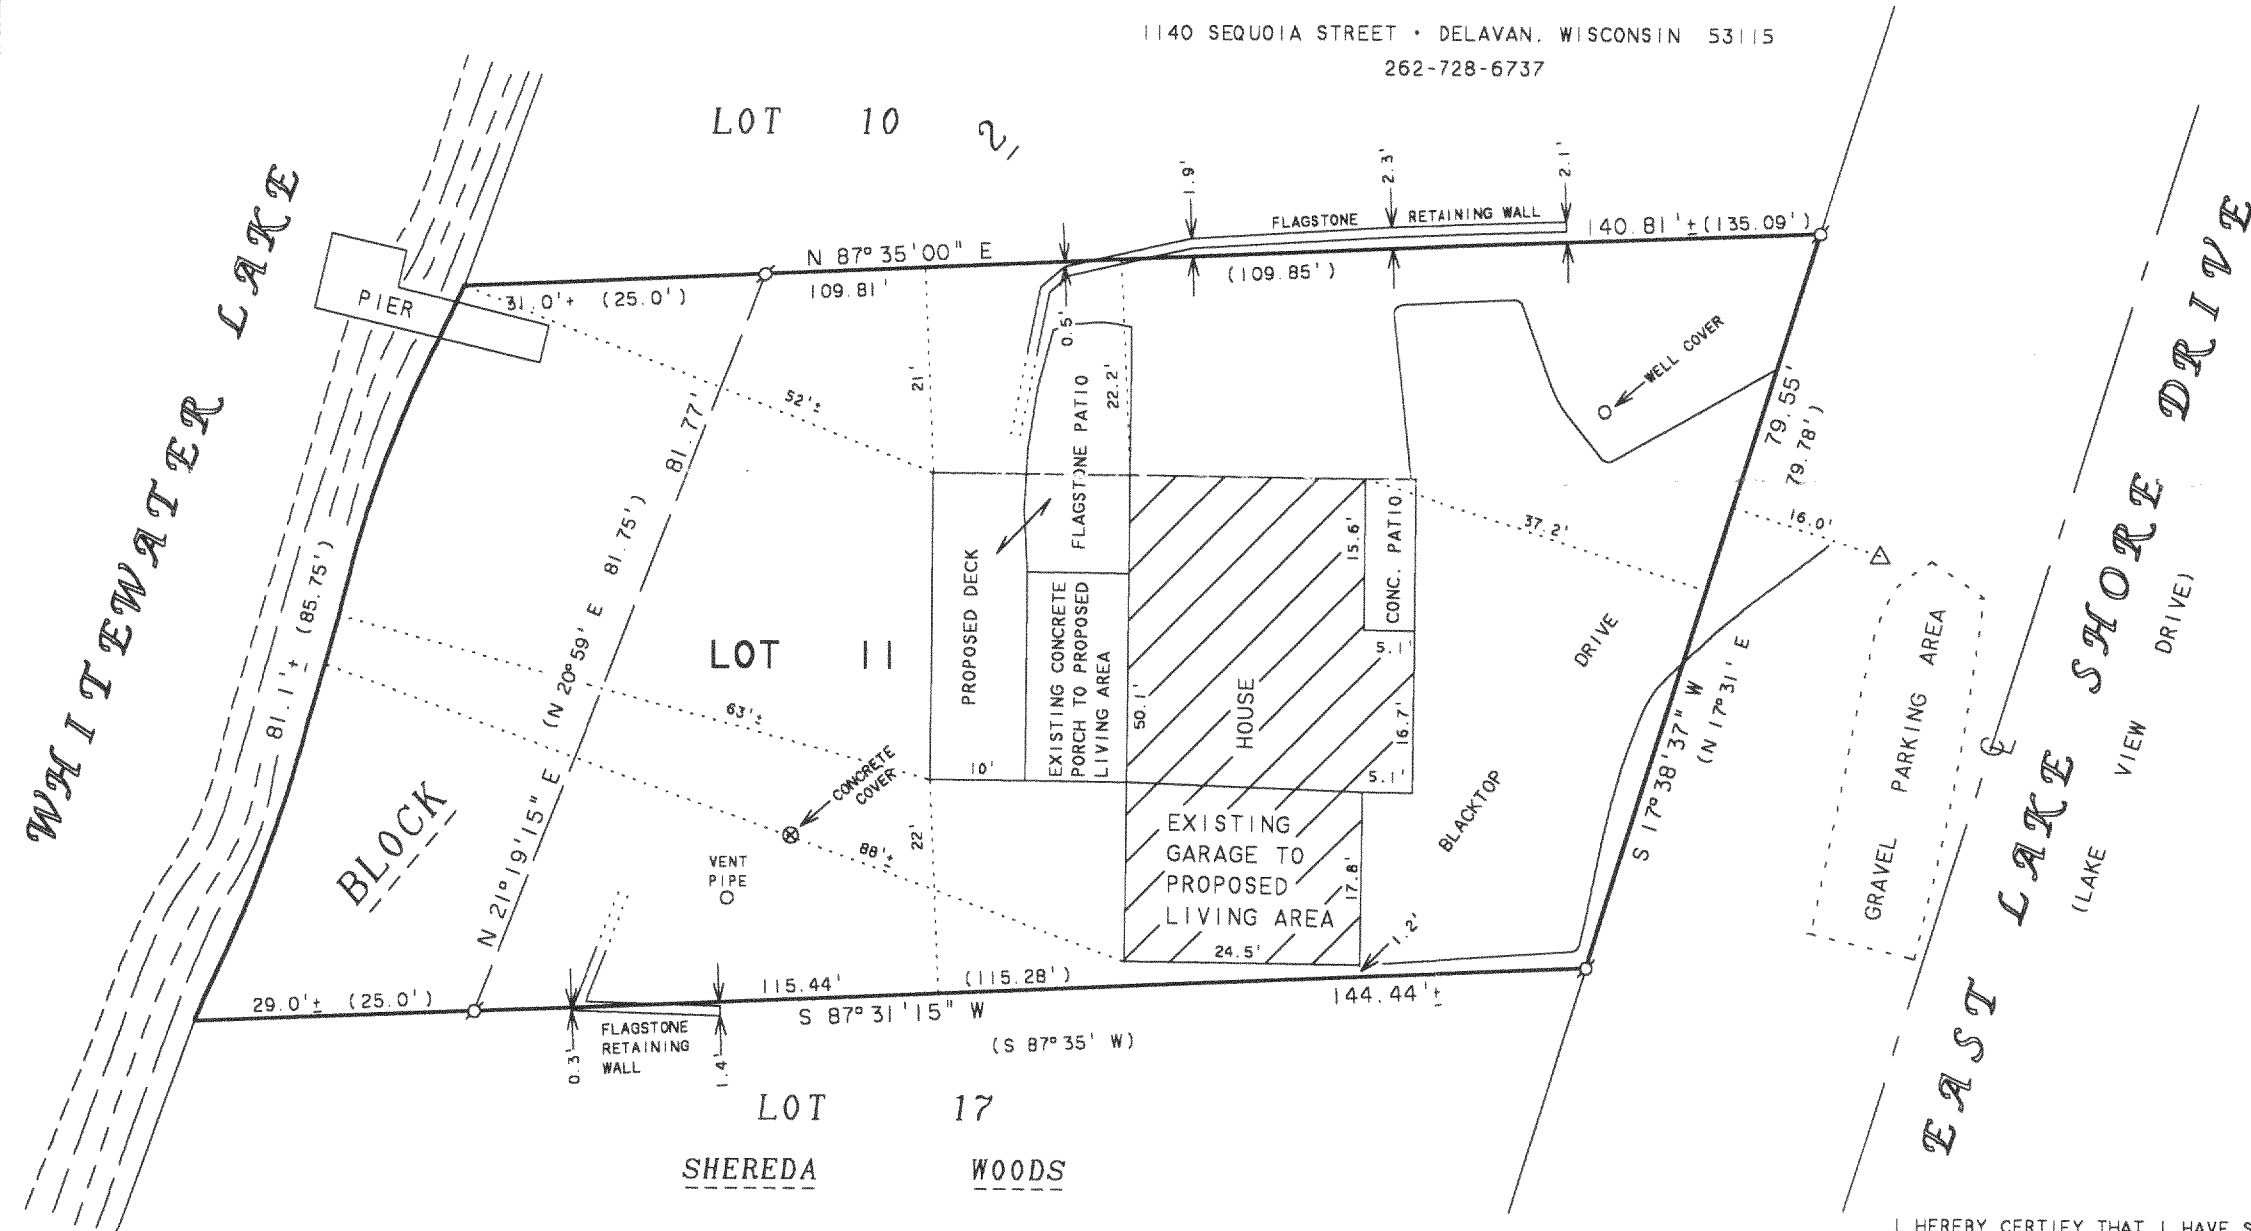 1140 SEQUOIA STREET • DELAVAN, WISCONSIN 53115
262-728-6737
LOT 10
21
WHITEWATER LAKE
PIER
N 87° 35'00" E
31.0'± (25.0')
109.81'
(109.85')
140.81'± (135.09')
FLAGSTONE RETAINING WALL
1.9'
2.3'
2.1'
0.5'
WELL COVER
52'±
21'
22.2'
FLAGSTONE PATIO
81.77'
81.75')
(N 20° 59' E
N 21° 19'15" E
81.1'± (85.75')
79.55'
79.78')
16.0'
37.2'
15.6'
CONC. PATIO
5.1'
16.7'
5.1'
50.1'
HOUSE
PROPOSED DECK
10'
EXISTING CONCRETE
PORCH TO PROPOSED
LIVING AREA
LOT 11
63'±
88'±
CONCRETE
COVER
22'
VENT
PIPE
BLOCK
EXISTING
GARAGE TO
PROPOSED
LIVING AREA
24.5'
17.8'
1.2'
BLACKTOP
DRIVE
S 17° 38'37" W
(N 17° 31' E
GRAVEL PARKING AREA
EAST LAKE SHORE DRIVE
(LAKE VIEW DRIVE)
29.0'± (25.0')
115.44'
(115.28')
144.44'±
S 87° 31'15" W
(S 87° 35' W)
0.3'
FLAGSTONE
RETAINING
WALL
1.4'
LOT 17
SHEREDA WOODS
I HEREBY CERTIFY THAT I HAVE S